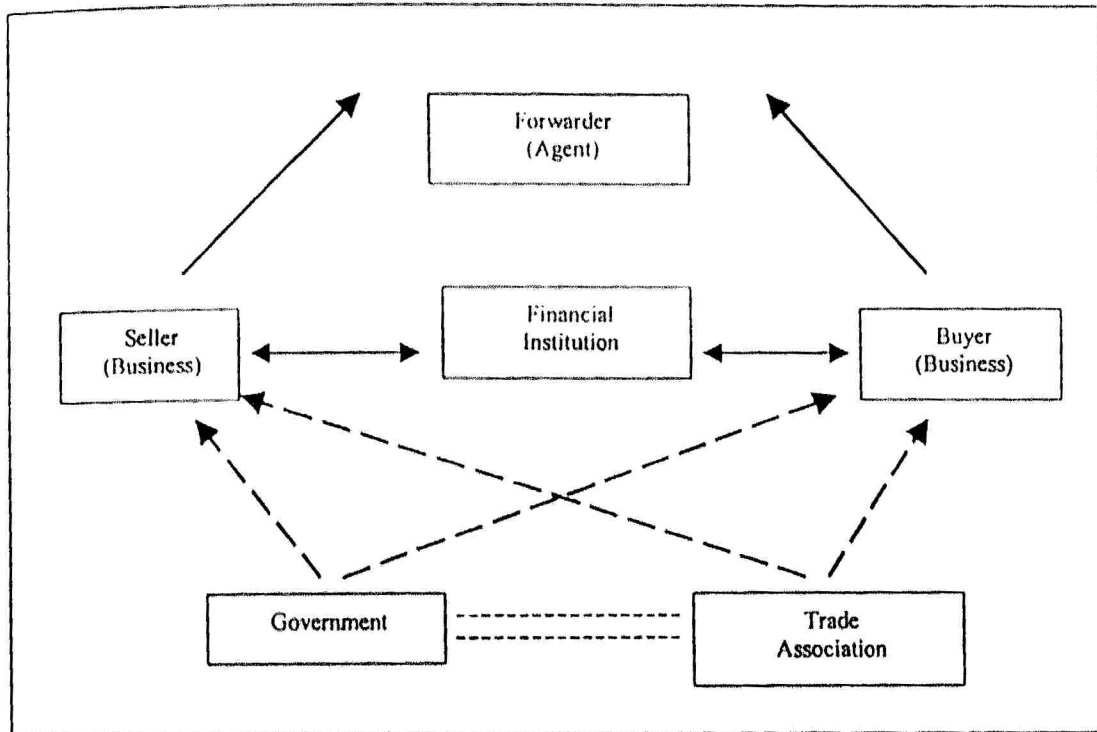 Forwarder
(Agent)
Seller
(Business)
Financial
Institution
Buyer
(Business)
Government
Trade
Association